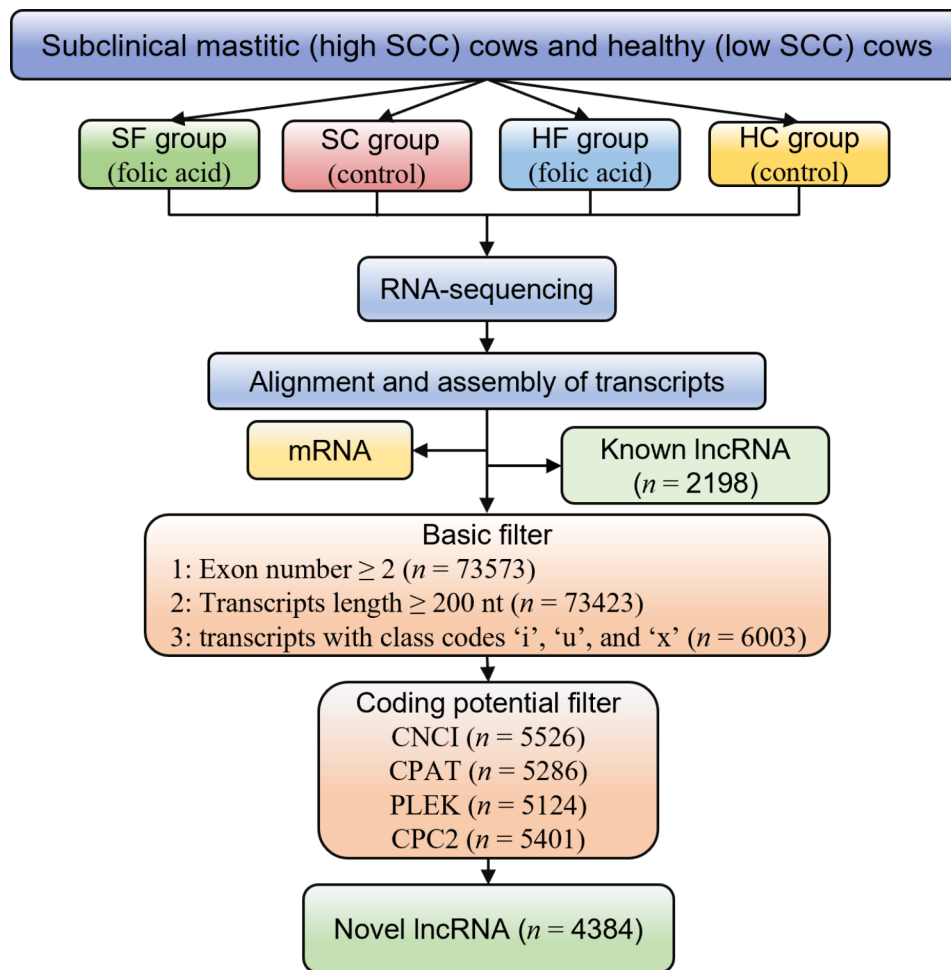 Subclinical mastitic (high SCC) cows and healthy (low SCC) cows
SF group
(folic acid)
SC group
(control)
HF group
(folic acid)
HC group
(control)
RNA-sequencing
Alignment and assembly of transcripts
mRNA
Known lncRNA
(n = 2198)
Basic filter
1: Exon number ≥ 2 (n = 73573)
2: Transcripts length ≥ 200 nt (n = 73423)
3: transcripts with class codes ‘i’, ‘u’, and ‘x’ (n = 6003)
Coding potential filter
CNCI (n = 5526)
CPAT (n = 5286)
PLEK (n = 5124)
CPC2 (n = 5401)
Novel lncRNA (n = 4384)